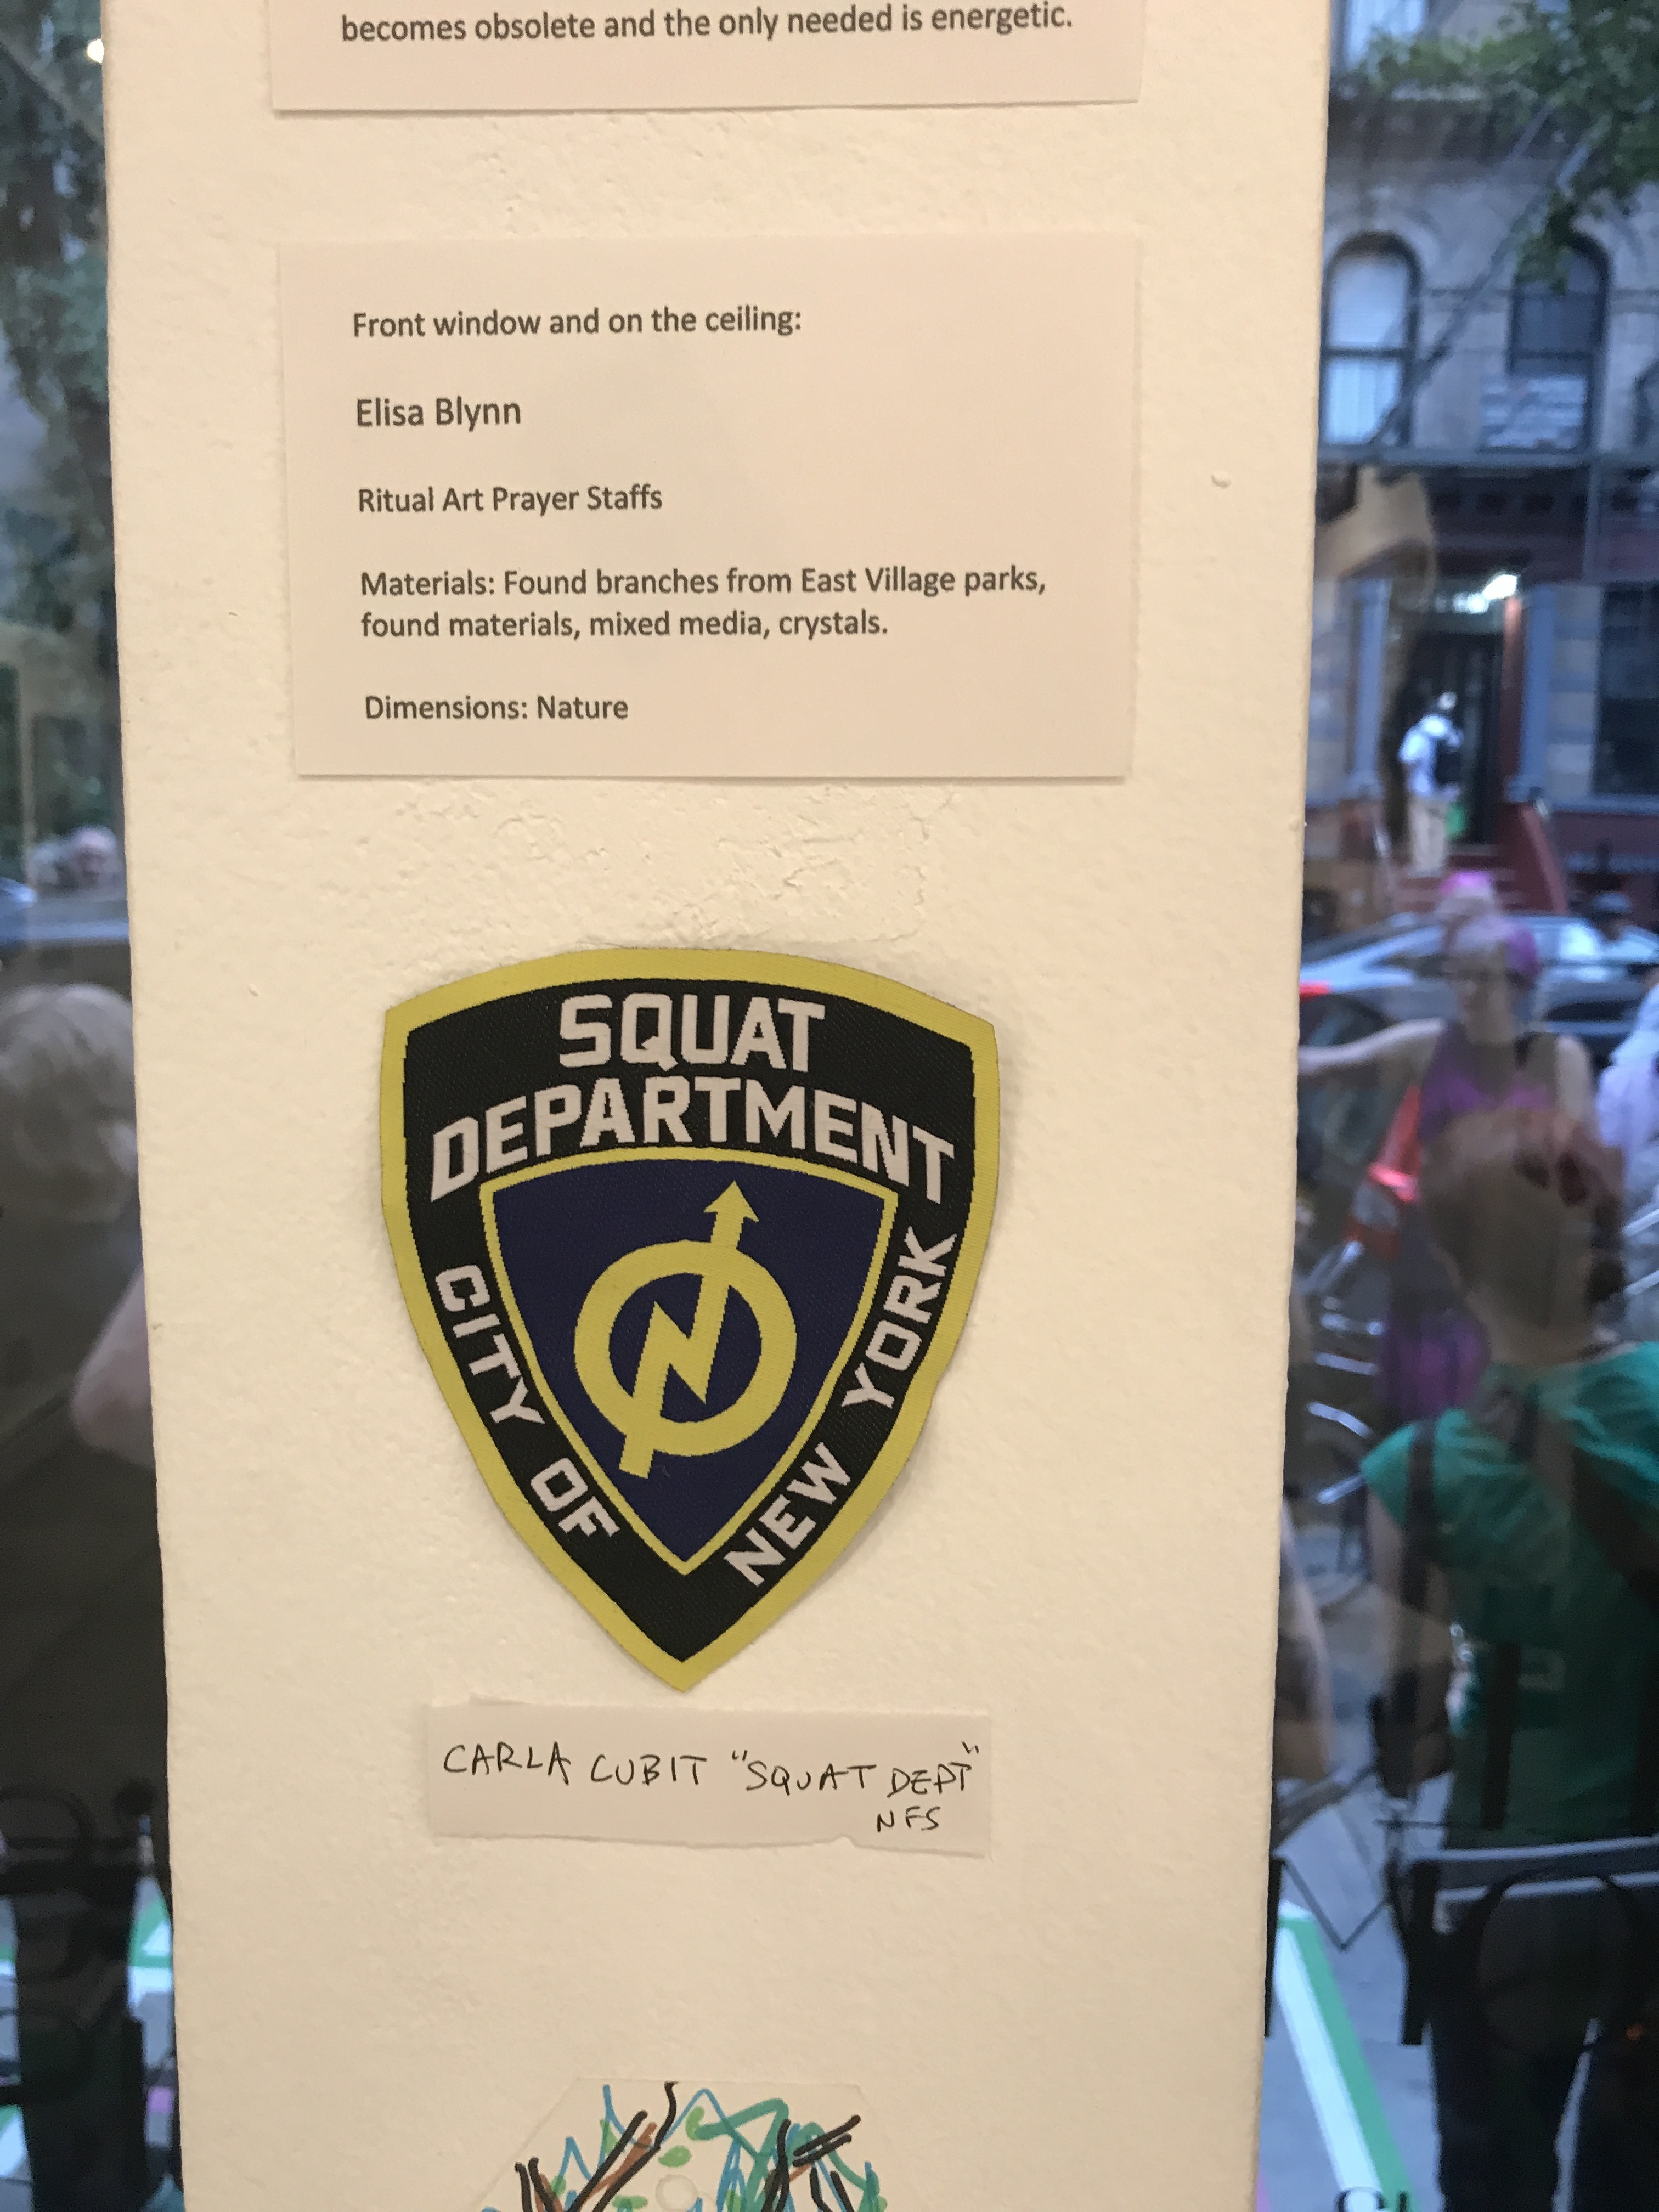 becomes obsolete and the only needed is energetic.
Front window and on the ceiling:
Elisa Blynn
Ritual Art Prayer Staffs
Materials: Found branches from East Village parks,
found materials, mixed media, crystals.
Dimensions: Nature
SQUAT
DEPARTMENT
CITY OF
NEW YORK
CARLA CUBIT "SQUAT DEPT"
NFS